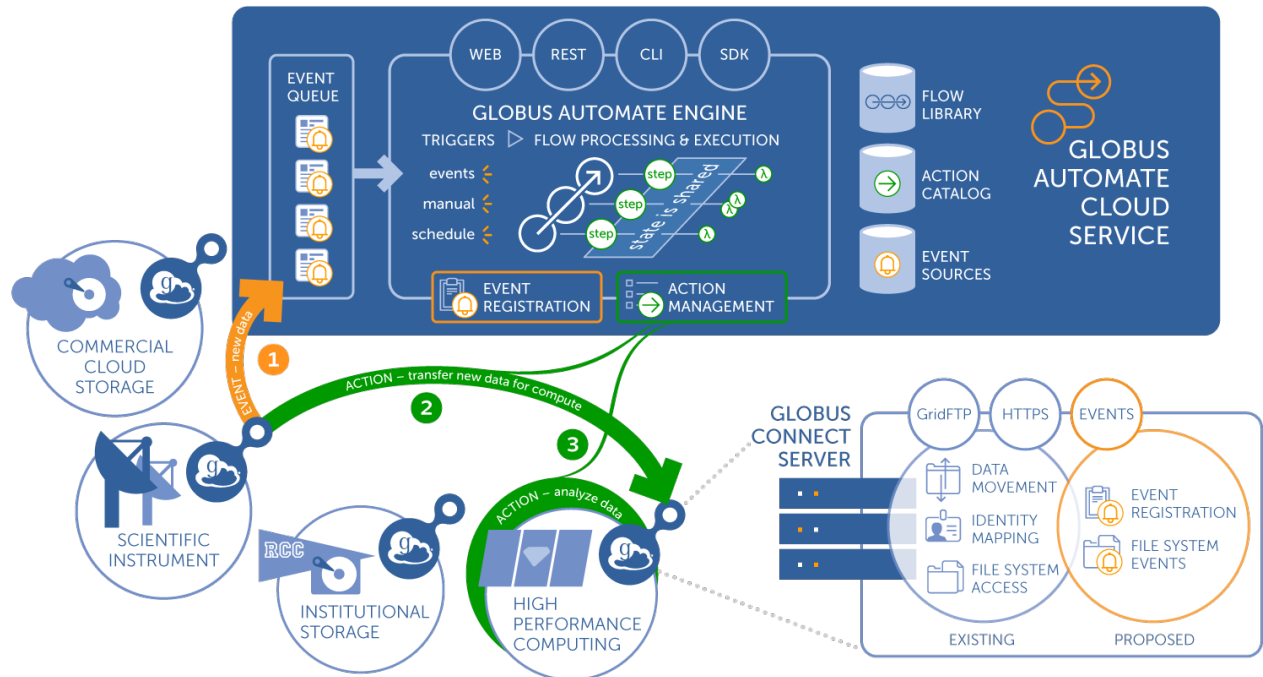 WEB
REST
CLI
SDK
EVENT
QUEUE
GLOBUS AUTOMATE ENGINE
TRIGGERS
FLOW PROCESSING & EXECUTION
events
manual
schedule
step
step
step
state is shared
λ
λ
λ
λ
EVENT
REGISTRATION
ACTION
MANAGEMENT
FLOW
LIBRARY
ACTION
CATALOG
EVENT
SOURCES
GLOBUS
AUTOMATE
CLOUD
SERVICE
g
COMMERCIAL
CLOUD
STORAGE
EVENT – new data
1
ACTION – transfer new data for compute
2
3
g
SCIENTIFIC
INSTRUMENT
RCC
g
INSTITUTIONAL
STORAGE
ACTION – analyze data
g
HIGH
PERFORMANCE
COMPUTING
GLOBUS
CONNECT
SERVER
GridFTP
HTTPS
EVENTS
DATA
MOVEMENT
IDENTITY
MAPPING
FILE SYSTEM
ACCESS
EXISTING
EVENT
REGISTRATION
FILE SYSTEM
EVENTS
PROPOSED